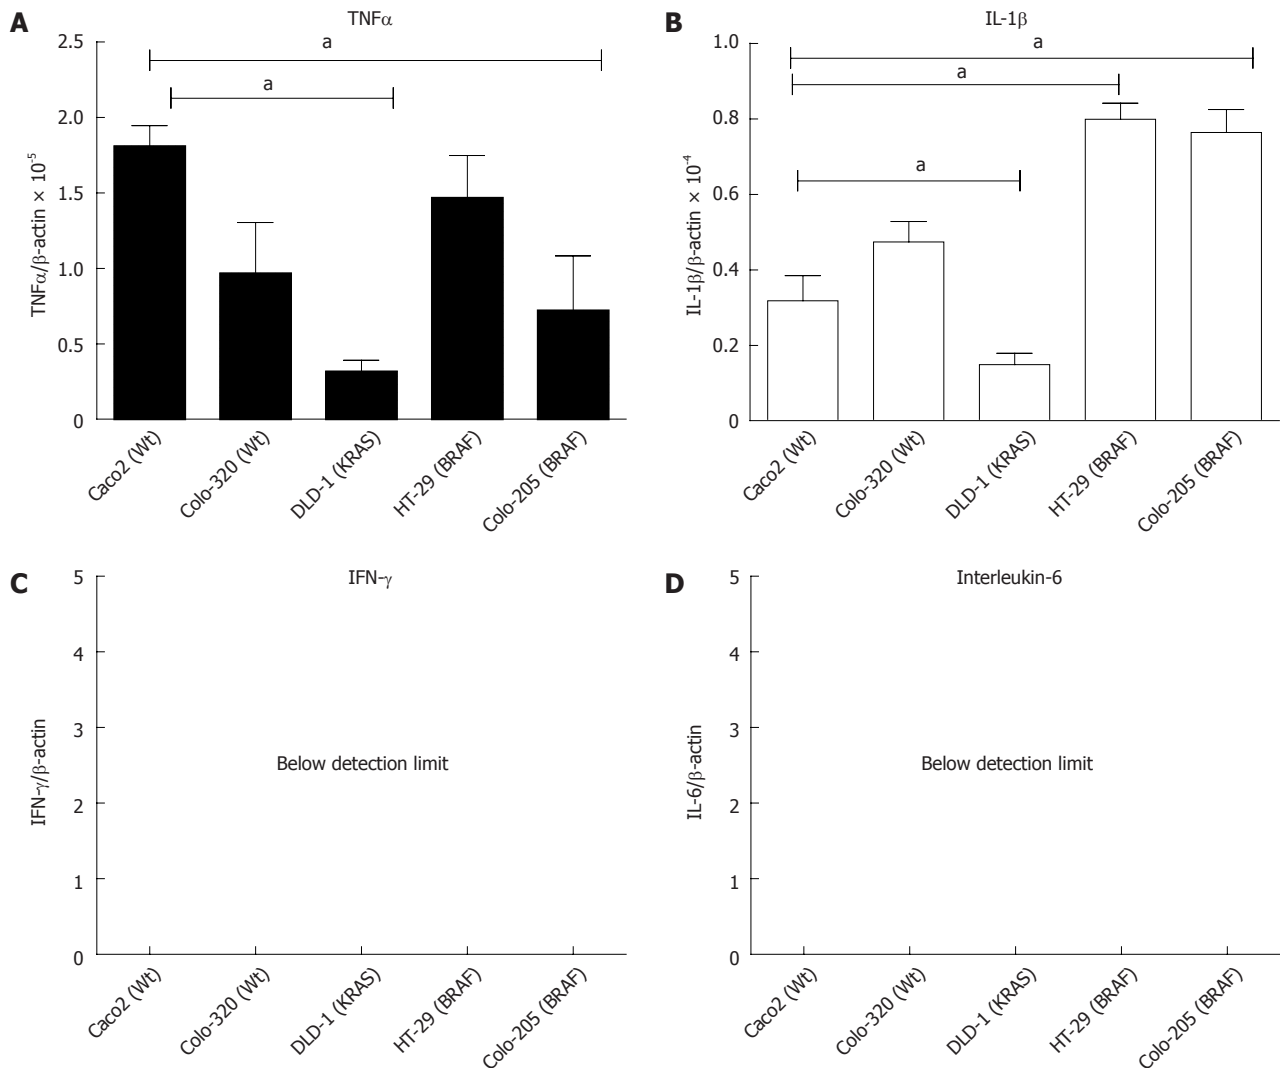 A
TNFα
a
a
2.5
2.0
1.5
1.0
0.5
0
TNFα/β-actin × 10⁻⁵
Caco2 (Wt)
Colo-320 (Wt)
DLD-1 (KRAS)
HT-29 (BRAF)
Colo-205 (BRAF)
B
IL-1β
a
a
a
1.0
0.8
0.6
0.4
0.2
0
IL-1β/β-actin × 10⁻⁴
Caco2 (Wt)
Colo-320 (Wt)
DLD-1 (KRAS)
HT-29 (BRAF)
Colo-205 (BRAF)
C
IFN-γ
5
4
3
2
1
0
IFN-γ/β-actin
Below detection limit
Caco2 (Wt)
Colo-320 (Wt)
DLD-1 (KRAS)
HT-29 (BRAF)
Colo-205 (BRAF)
D
Interleukin-6
5
4
3
2
1
0
IL-6/β-actin
Below detection limit
Caco2 (Wt)
Colo-320 (Wt)
DLD-1 (KRAS)
HT-29 (BRAF)
Colo-205 (BRAF)